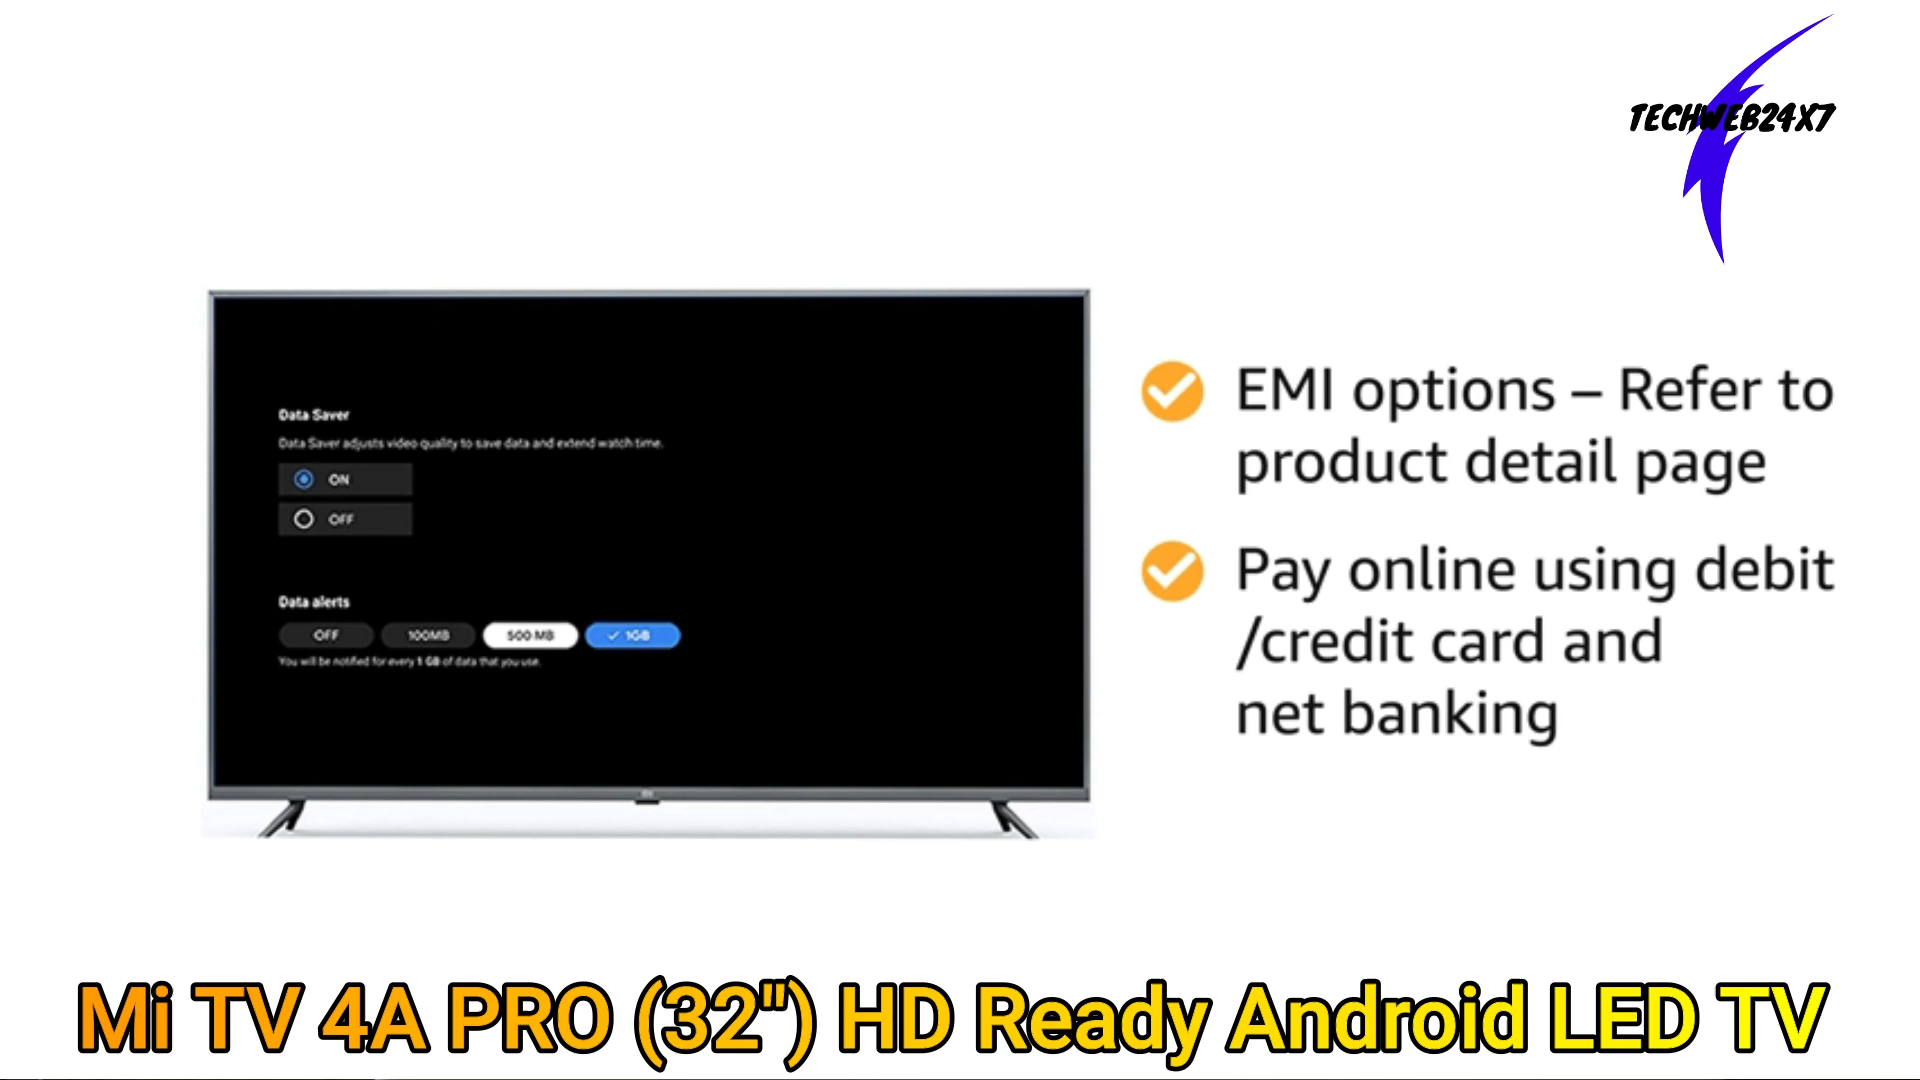 TECHWEB24X7
Data Saver
Data Saver adjusts video quality to save data and extend watch time.
ON
OFF
Data alerts
OFF 100MB 500 MB 1GB
You will be notified for every 1 GB of data that you use.
EMI options – Refer to
product detail page
Pay online using debit
/credit card and
net banking
Mi TV 4A PRO (32") HD Ready Android LED TV